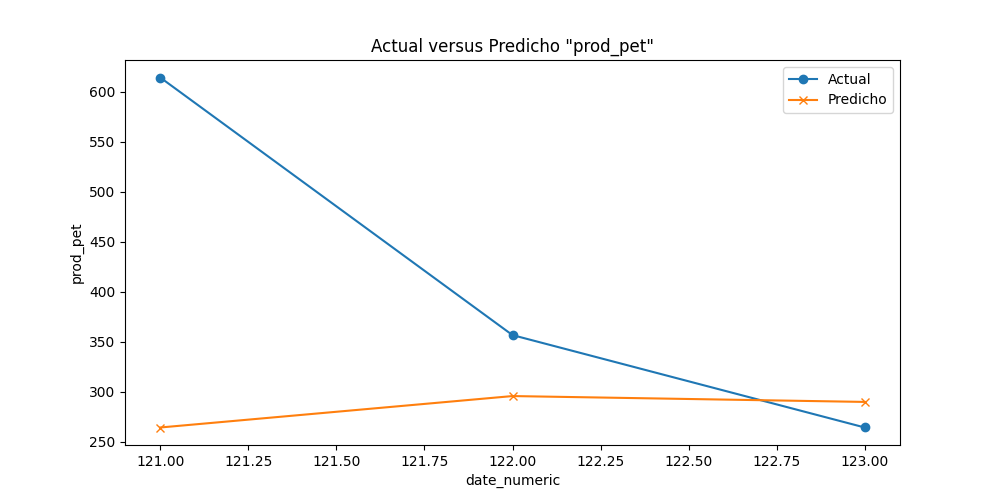 Actual versus Predicho "prod_pet"
Actual
Predicho
prod_pet
600
550
500
450
400
350
300
250
121.00 121.25 121.50 121.75 122.00 122.25 122.50 122.75 123.00
date_numeric